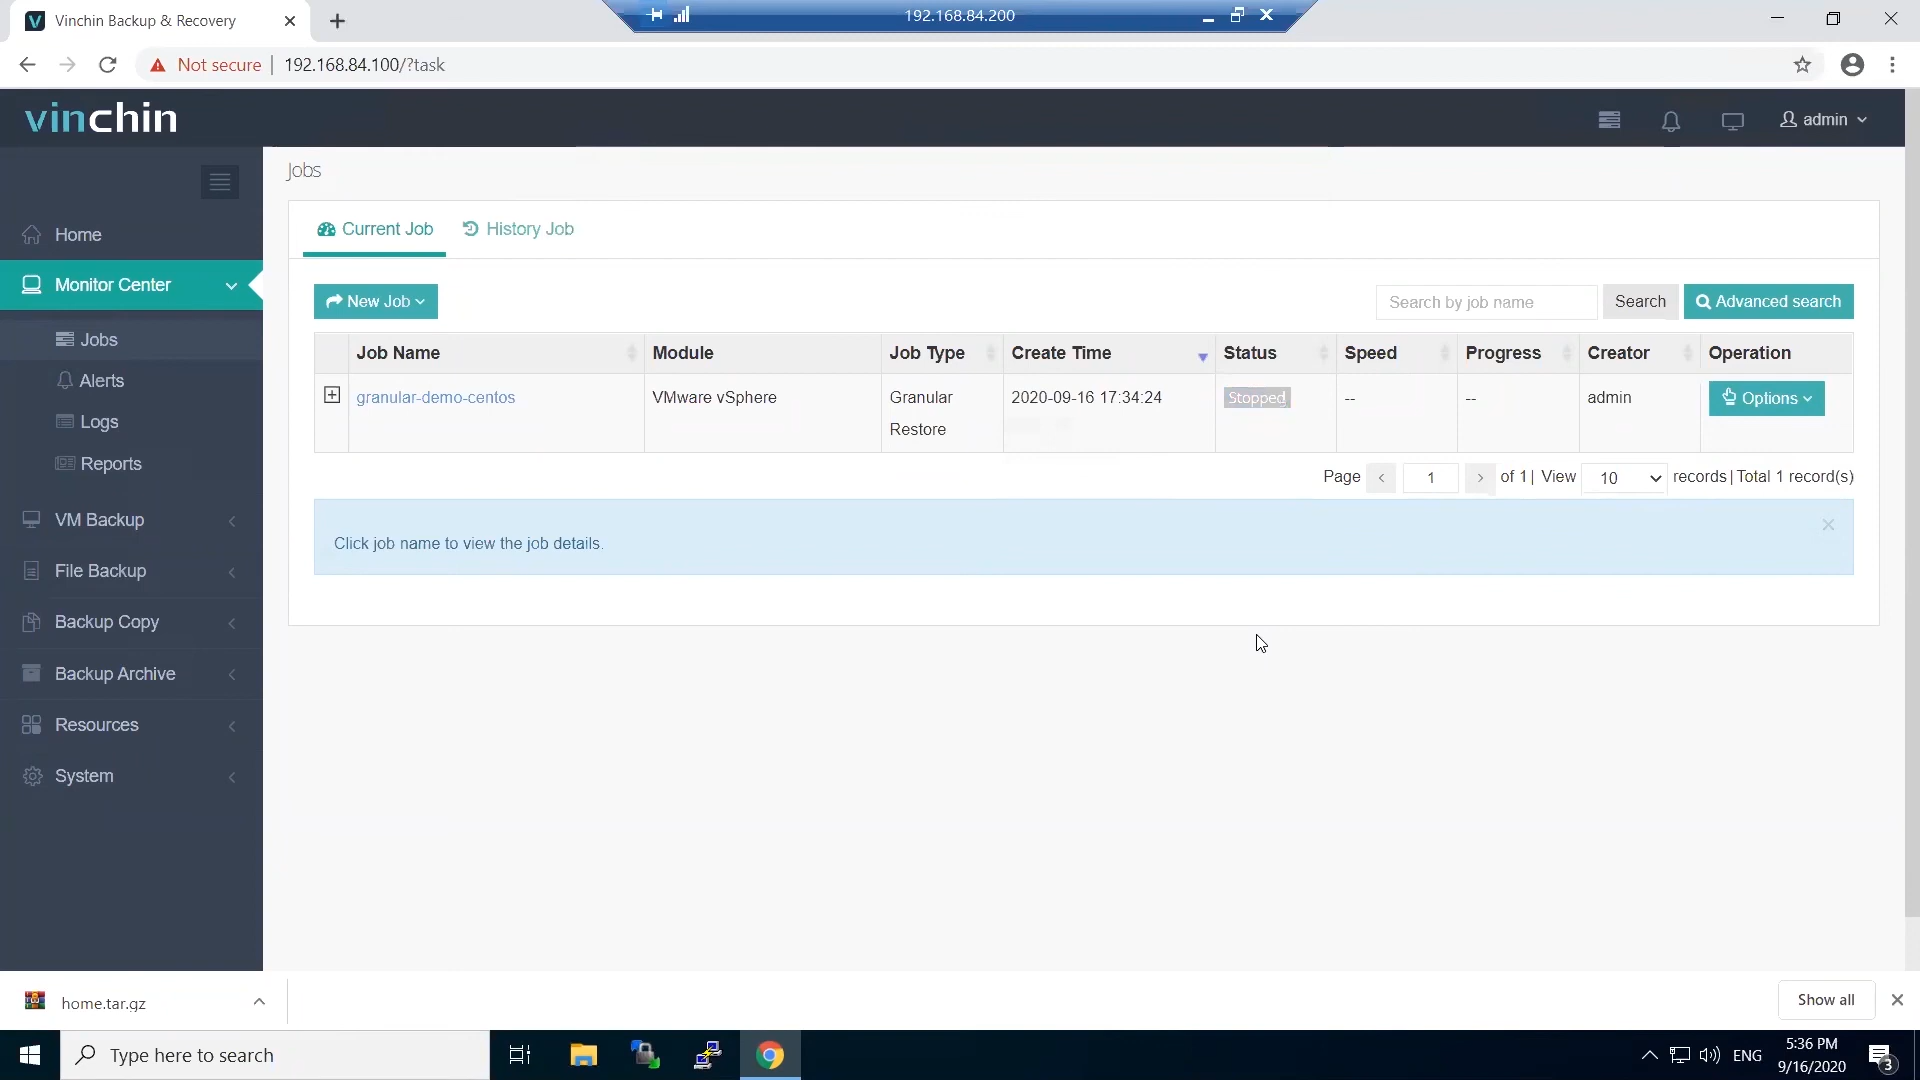 Vinchin Backup & Recovery
192.168.84.200
Not secure
192.168.84.100/?task
vinchin
admin
Jobs
Home
Current Job
History Job
Monitor Center
New Job
Search by job name
Search
Advanced search
Jobs
Alerts
Logs
Reports
VM Backup
File Backup
Backup Copy
Backup Archive
Resources
System
Job Name
Module
Job Type
Create Time
Status
Speed
Progress
Creator
Operation
granular-demo-centos
VMware vSphere
Granular
Restore
2020-09-16 17:34:24
Stopped
--
--
admin
Options
Page < 1 > of 1 | View 10 records | Total 1 record(s)
Click job name to view the job details.
home.tar.gz
Show all
Type here to search
ENG
5:36 PM
9/16/2020
3